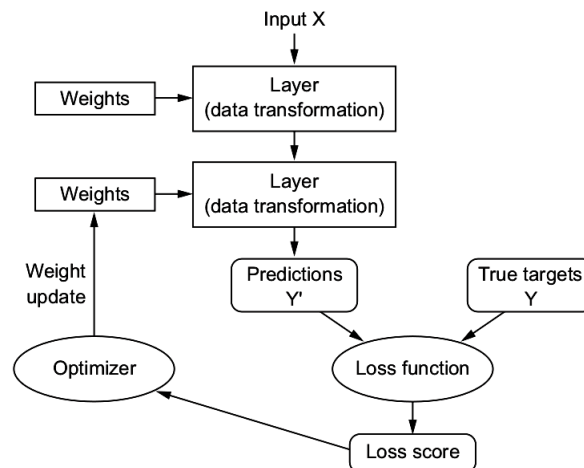 Input X
Weights
Layer
(data transformation)
Weights
Layer
(data transformation)
Weight
update
Predictions
Y'
True targets
Y
Optimizer
Loss function
Loss score